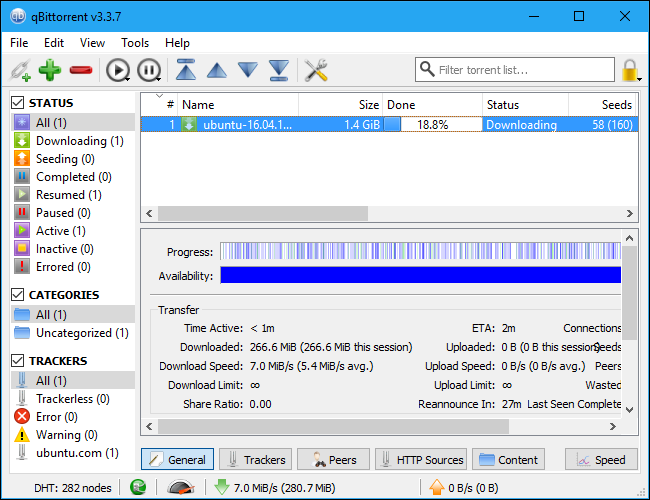 qBittorrent v3.3.7
File Edit View Tools Help
Filter torrent list...
STATUS
All (1)
Downloading (1)
Seeding (0)
Completed (0)
Resumed (1)
Paused (0)
Active (1)
Inactive (0)
Errored (0)
CATEGORIES
All (1)
Uncategorized (1)
TRACKERS
All (1)
Trackerless (0)
Error (0)
Warning (0)
ubuntu.com (1)
# Name Size Done Status Seeds
1 ubuntu-16.04.1... 1.4 GiB 18.8% Downloading 58 (160)
Progress:
Availability:
Transfer
Time Active: < 1m ETA: 2m Connections
Downloaded: 266.6 MiB (266.6 MiB this session) Uploaded: 0 B (0 B this session) Seeds
Download Speed: 7.0 MiB/s (5.4 MiB/s avg.) Upload Speed: 0 B/s (0 B/s avg.) Peers
Download Limit: ∞ Upload Limit: ∞ Wasted
Share Ratio: 0.00 Reannounce In: 27m Last Seen Complete
General Trackers Peers HTTP Sources Content Speed
DHT: 282 nodes 7.0 MiB/s (280.7 MiB) 0 B/s (0 B)